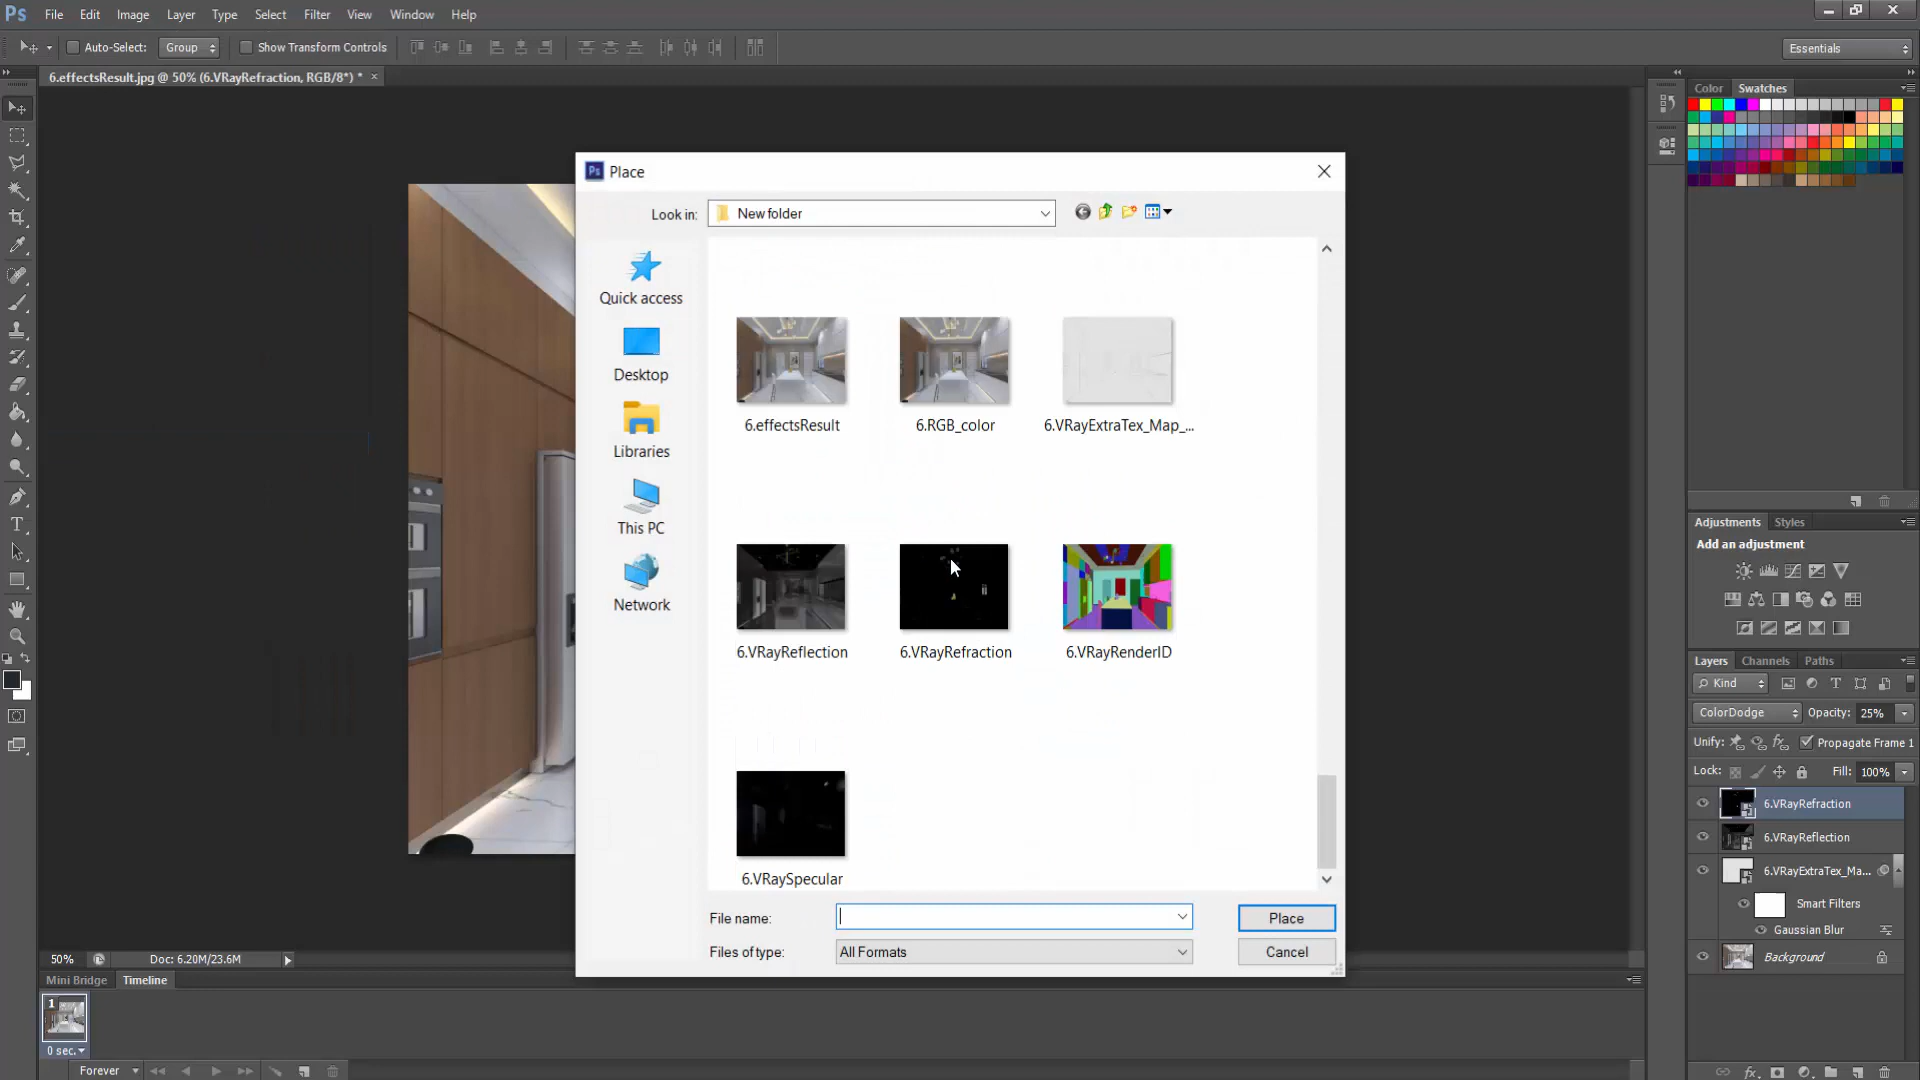 Ps File Edit Image Layer Type Select Filter View Window Help
Auto-Select: Group Show Transform Controls Essentials
6.effectsResult.jpg @ 50% (6.VRayRefraction, RGB/8*) * ×
Color Swatches
Ps Place
Look in: New folder
Quick access
Desktop
Libraries
This PC
Network
6.effectsResult 6.RGB_color 6.VRayExtraTex_Map_...
6.VRayReflection 6.VRayRefraction 6.VRayRenderID
6.VRaySpecular
File name: Place
Files of type: All Formats Cancel
Adjustments Styles
Add an adjustment
Layers Channels Paths
Kind
ColorDodge Opacity: 25%
Unify: Propagate Frame 1
Lock: Fill: 100%
6.VRayRefraction
6.VRayReflection
6.VRayExtraTex_Ma...
Smart Filters
Gaussian Blur
Background
50% Doc: 6.20M/23.6M
Mini Bridge Timeline
1
0 sec.
Forever